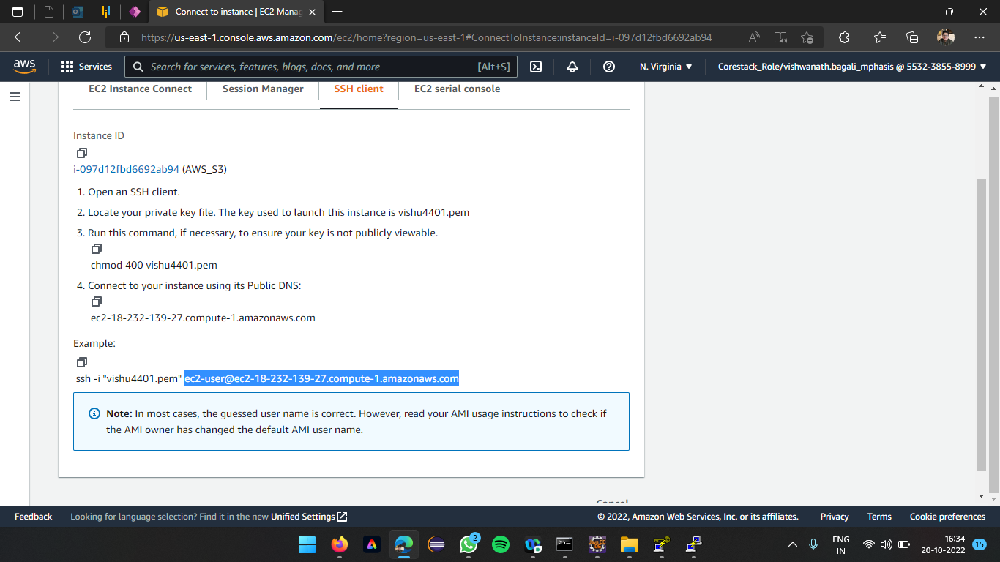 Connect to instance | EC2 Manag
https://us-east-1.console.aws.amazon.com/ec2/home?region=us-east-1#ConnectToInstance:instanceId=i-097d12fbd6692ab94
aws
Services
Search for services, features, blogs, docs, and more
[Alt+S]
N. Virginia
Corestack_Role/vishwanath.bagali_mphasis @ 5532-3855-8999
EC2 Instance Connect
Session Manager
SSH client
EC2 serial console
Instance ID
i-097d12fbd6692ab94 (AWS_S3)
1. Open an SSH client.
2. Locate your private key file. The key used to launch this instance is vishu4401.pem
3. Run this command, if necessary, to ensure your key is not publicly viewable.
chmod 400 vishu4401.pem
4. Connect to your instance using its Public DNS:
ec2-18-232-139-27.compute-1.amazonaws.com
Example:
ssh -i "vishu4401.pem" ec2-user@ec2-18-232-139-27.compute-1.amazonaws.com
Note: In most cases, the guessed user name is correct. However, read your AMI usage instructions to check if
the AMI owner has changed the default AMI user name.
Cancel
Feedback
Looking for language selection? Find it in the new Unified Settings
© 2022, Amazon Web Services, Inc. or its affiliates.
Privacy
Terms
Cookie preferences
2
ENG
IN
16:34
20-10-2022
15